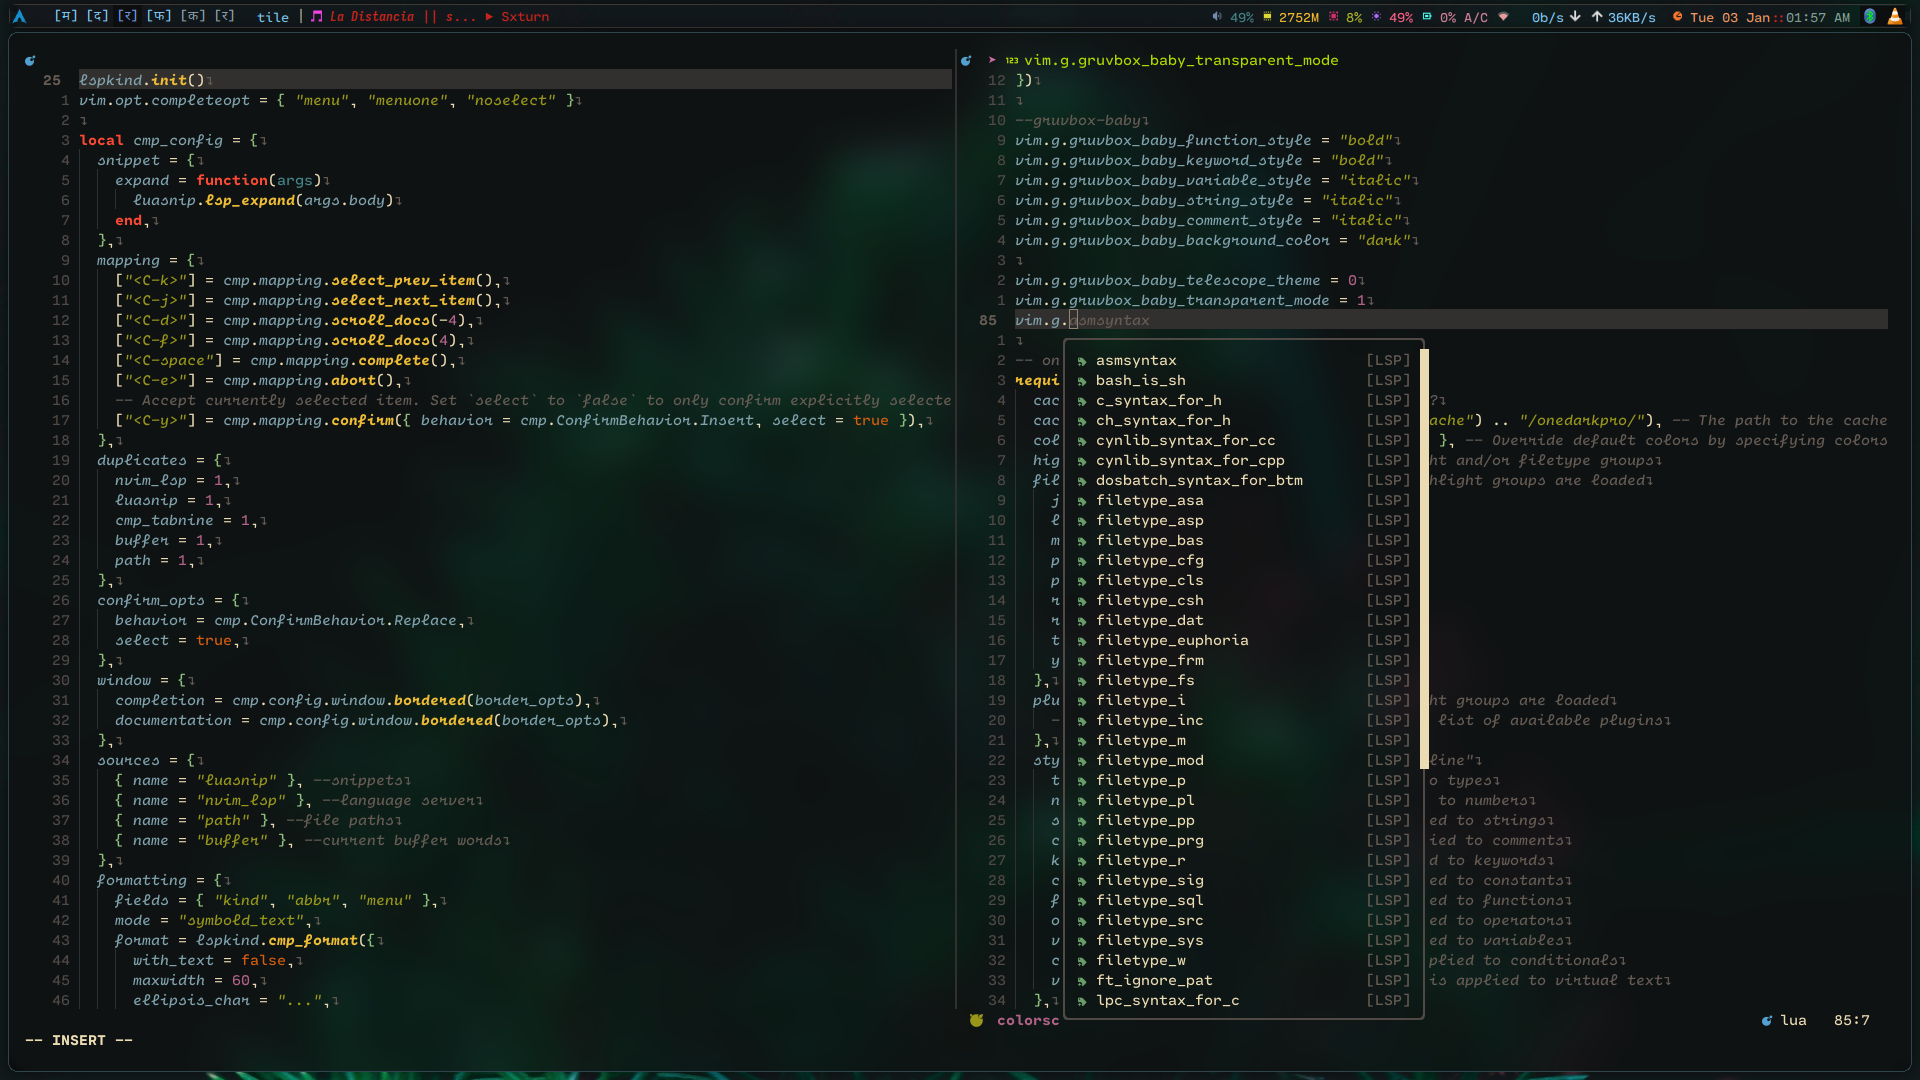 [म] [द] [र] [फ] [क] [र] tile | La Distancia || s... ▶ Sxturn 49% 2752M 8% 49% 0% A/C 0b/s 36KB/s Tue 03 Jan::01:57 AM
25 lspkind.init()
1 vim.opt.completeopt = { "menu", "menuone", "noselect" }
2
3 local cmp_config = {
4 snippet = {
5 expand = function(args)
6 luasnip.lsp_expand(args.body)
7 end,
8 },
9 mapping = {
10 ["<C-k>"] = cmp.mapping.select_prev_item(),
11 ["<C-j>"] = cmp.mapping.select_next_item(),
12 ["<C-d>"] = cmp.mapping.scroll_docs(-4),
13 ["<C-f>"] = cmp.mapping.scroll_docs(4),
14 ["<C-space"] = cmp.mapping.complete(),
15 ["<C-e>"] = cmp.mapping.abort(),
16 -- Accept currently selected item. Set `select` to `false` to only confirm explicitly selecte
17 ["<C-y>"] = cmp.mapping.confirm({ behavior = cmp.ConfirmBehavior.Insert, select = true }),
18 },
19 duplicates = {
20 nvim_lsp = 1,
21 luasnip = 1,
22 cmp_tabnine = 1,
23 buffer = 1,
24 path = 1,
25 },
26 confirm_opts = {
27 behavior = cmp.ConfirmBehavior.Replace,
28 select = true,
29 },
30 window = {
31 completion = cmp.config.window.bordered(border_opts),
32 documentation = cmp.config.window.bordered(border_opts),
33 },
34 sources = {
35 { name = "luasnip" }, --snippets
36 { name = "nvim_lsp" }, --language server
37 { name = "path" }, --file paths
38 { name = "buffer" }, --current buffer words
39 },
40 formatting = {
41 fields = { "kind", "abbr", "menu" },
42 mode = "symbold_text",
43 format = lspkind.cmp_format({
44 with_text = false,
45 maxwidth = 60,
46 ellipsis_char = "...",
-- INSERT --
➤ 123 vim.g.gruvbox_baby_transparent_mode
12 })
11
10 --gruvbox-baby
9 vim.g.gruvbox_baby_function_style = "bold"
8 vim.g.gruvbox_baby_keyword_style = "bold"
7 vim.g.gruvbox_baby_variable_style = "italic"
6 vim.g.gruvbox_baby_string_style = "italic"
5 vim.g.gruvbox_baby_comment_style = "italic"
4 vim.g.gruvbox_baby_background_color = "dark"
3
2 vim.g.gruvbox_baby_telescope_theme = 0
1 vim.g.gruvbox_baby_transparent_mode = 1
85 vim.g.asmsyntax
1
2 -- on asmsyntax [LSP]
3 requi bash_is_sh [LSP]
4 cac c_syntax_for_h [LSP] ?
5 cac ch_syntax_for_h [LSP] ache") .. "/onedarkpro/"), -- The path to the cache
6 col cynlib_syntax_for_cc [LSP] }, -- Override default colors by specifying colors
7 hig cynlib_syntax_for_cpp [LSP] ht and/or filetype groups
8 fil dosbatch_syntax_for_btm [LSP] hlight groups are loaded
9 j filetype_asa [LSP]
10 l filetype_asp [LSP]
11 m filetype_bas [LSP]
12 p filetype_cfg [LSP]
13 p filetype_cls [LSP]
14 r filetype_csh [LSP]
15 r filetype_dat [LSP]
16 t filetype_euphoria [LSP]
17 y filetype_frm [LSP]
18 }, filetype_fs [LSP]
19 plu filetype_i [LSP] ht groups are loaded
20 - filetype_inc [LSP] list of available plugins
21 }, filetype_m [LSP]
22 sty filetype_mod [LSP] line"
23 t filetype_p [LSP] o types
24 n filetype_pl [LSP] to numbers
25 s filetype_pp [LSP] ed to strings
26 c filetype_prg [LSP] ied to comments
27 k filetype_r [LSP] d to keywords
28 c filetype_sig [LSP] ed to constants
29 f filetype_sql [LSP] ed to functions
30 o filetype_src [LSP] ed to operators
31 v filetype_sys [LSP] ed to variables
32 c filetype_w [LSP] plied to conditionals
33 v ft_ignore_pat [LSP] is applied to virtual text
34 }, lpc_syntax_for_c [LSP]
colorsc lua 85:7